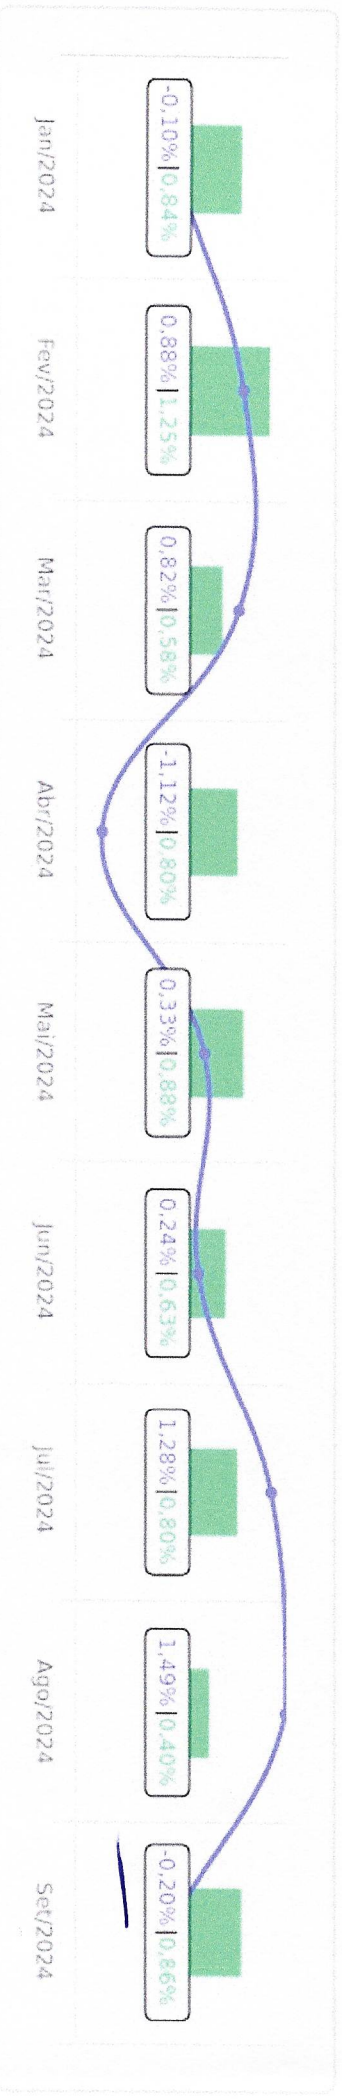 -0,10% | 0,84%
0,88% | 1,25%
0,82% | 0,58%
-1,12% | 0,80%
0,33% | 0,88%
0,24% | 0,63%
1,28% | 0,80%
1,49% | 0,40%
-0,20% | 0,86%
Jan/2024
Fev/2024
Mar/2024
Abr/2024
Mai/2024
Jun/2024
Jul/2024
Ago/2024
Set/2024